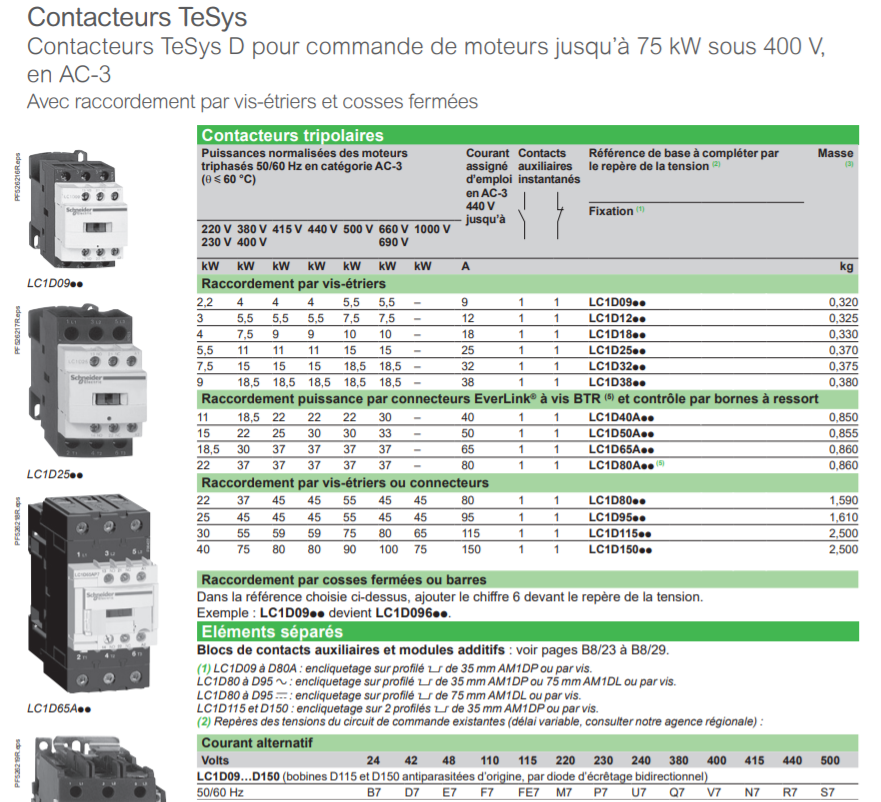 Contacteurs TeSys
Contacteurs TeSys D pour commande de moteurs jusqu'à 75 kW sous 400 V,
en AC-3
Avec raccordement par vis-étriers et cosses fermées
PF526216R.eps
LC1D09●●
PF526217R.eps
LC1D25●●
PF526218R.eps
LC1D65A●●
PF526219R.eps
Schneider Electric
Schneider Electric
Schneider Electric
Contacteurs tripolaires
Puissances normalisées des moteurs triphasés 50/60 Hz en catégorie AC-3 (θ ⩽ 60 °C) Courant assigné d'emploi en AC-3 440 V jusqu'à Contacts auxiliaires instantanés Référence de base à compléter par le repère de la tension (2) Masse (3)
Fixation (1)
220 V 380 V 415 V 440 V 500 V 660 V 1000 V
230 V 400 V 690 V
kW kW kW kW kW kW kW A kg
Raccordement par vis-étriers
2,2 4 4 4 5,5 5,5 – 9 1 1 LC1D09●● 0,320
3 5,5 5,5 5,5 7,5 7,5 – 12 1 1 LC1D12●● 0,325
4 7,5 9 9 10 10 – 18 1 1 LC1D18●● 0,330
5,5 11 11 11 15 15 – 25 1 1 LC1D25●● 0,370
7,5 15 15 15 18,5 18,5 – 32 1 1 LC1D32●● 0,375
9 18,5 18,5 18,5 18,5 18,5 – 38 1 1 LC1D38●● 0,380
Raccordement puissance par connecteurs EverLink® à vis BTR (5) et contrôle par bornes à ressort
11 18,5 22 22 22 30 – 40 1 1 LC1D40A●● 0,850
15 22 25 30 30 33 – 50 1 1 LC1D50A●● 0,855
18,5 30 37 37 37 37 – 65 1 1 LC1D65A●● 0,860
22 37 37 37 37 37 – 80 1 1 LC1D80A●● (5) 0,860
Raccordement par vis-étriers ou connecteurs
22 37 45 45 55 45 45 80 1 1 LC1D80●● 1,590
25 45 45 45 55 45 45 95 1 1 LC1D95●● 1,610
30 55 59 59 75 80 65 115 1 1 LC1D115●● 2,500
40 75 80 80 90 100 75 150 1 1 LC1D150●● 2,500
Raccordement par cosses fermées ou barres
Dans la référence choisie ci-dessus, ajouter le chiffre 6 devant le repère de la tension.
Exemple : LC1D09●● devient LC1D096●●.
Eléments séparés
Blocs de contacts auxiliaires et modules additifs : voir pages B8/23 à B8/29.
(1) LC1D09 à D80A : encliquetage sur profilé de 35 mm AM1DP ou par vis.
LC1D80 à D95 ∼ : encliquetage sur profilé de 35 mm AM1DP ou 75 mm AM1DL ou par vis.
LC1D80 à D95 ⎓ : encliquetage sur profilé de 75 mm AM1DL ou par vis.
LC1D115 et D150 : encliquetage sur 2 profilés de 35 mm AM1DP ou par vis.
(2) Repères des tensions du circuit de commande existantes (délai variable, consulter notre agence régionale) :
Courant alternatif
Volts 24 42 48 110 115 220 230 240 380 400 415 440 500
LC1D09…D150 (bobines D115 et D150 antiparasitées d'origine, par diode d'écrêtage bidirectionnel)
50/60 Hz B7 D7 E7 F7 FE7 M7 P7 U7 Q7 V7 N7 R7 S7